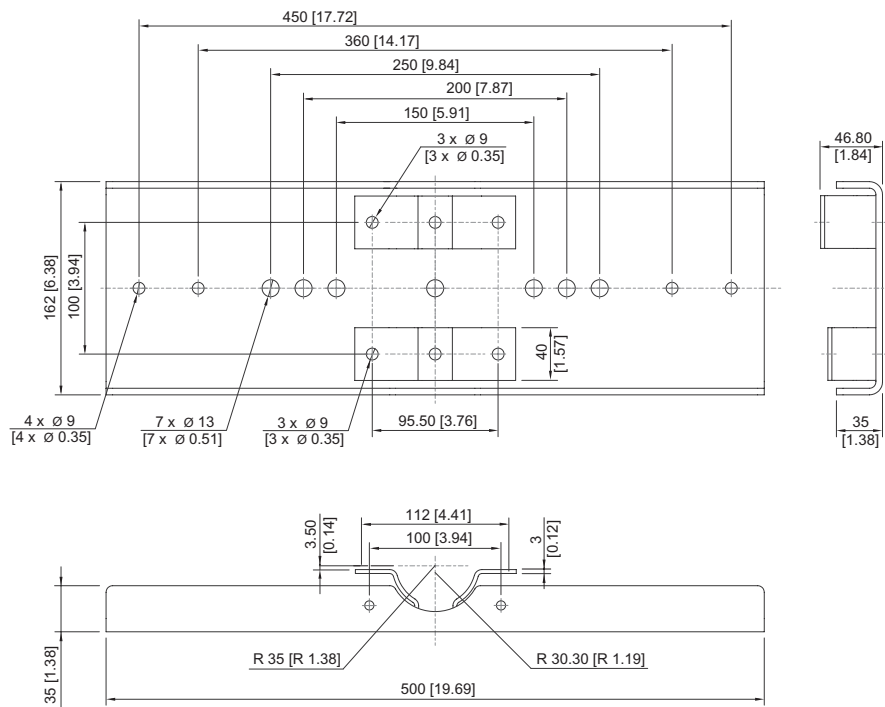 450 [17.72]
360 [14.17]
250 [9.84]
200 [7.87]
150 [5.91]
3 x Ø 9
[3 x Ø 0.35]
46.80
[1.84]
162 [6.38]
100 [3.94]
40
[1.57]
4 x Ø 9
[4 x Ø 0.35]
7 x Ø 13
[7 x Ø 0.51]
3 x Ø 9
[3 x Ø 0.35]
95.50 [3.76]
35
[1.38]
3.50
[0.14]
112 [4.41]
100 [3.94]
3
[0.12]
R 35 [R 1.38]
R 30.30 [R 1.19]
35 [1.38]
500 [19.69]